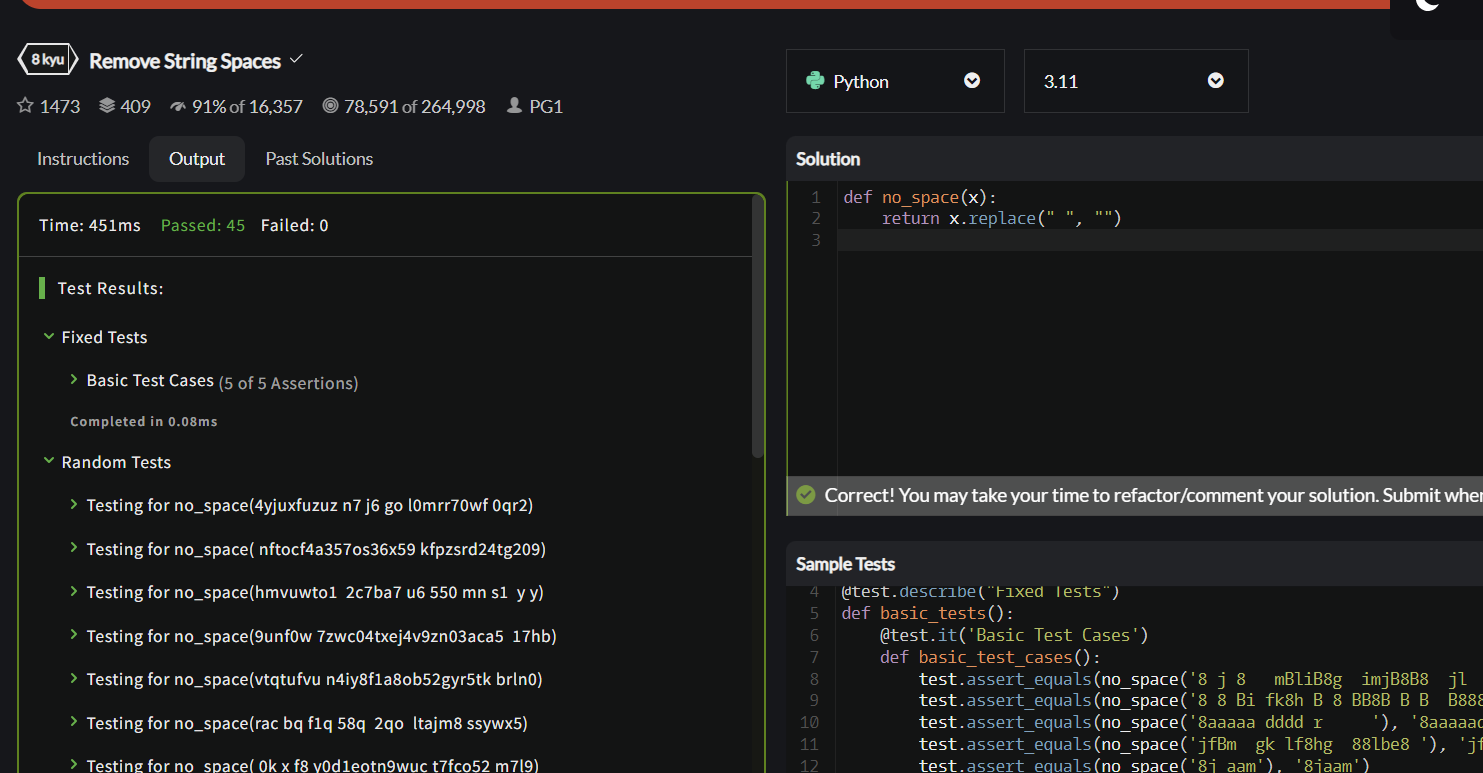 8 kyu Remove String Spaces
1473 409 91% of 16,357 78,591 of 264,998 PG1
Python 3.11
Instructions Output Past Solutions
Time: 451ms Passed: 45 Failed: 0
Test Results:
Fixed Tests
Basic Test Cases (5 of 5 Assertions)
Completed in 0.08ms
Random Tests
Testing for no_space(4yjuxfuzuz n7 j6 go l0mrr70wf 0qr2)
Testing for no_space( nftocf4a357os36x59 kfpzsrd24tg209)
Testing for no_space(hmvuwto1  2c7ba7 u6 550 mn s1  y y)
Testing for no_space(9unf0w 7zwc04txej4v9zn03aca5  17hb)
Testing for no_space(vtqtufvu n4iy8f1a8ob52gyr5tk brln0)
Testing for no_space(rac bq f1q 58q  2qo  ltajm8 ssywx5)
Testing for no_space( 0k x f8 y0d1eotn9wuc t7fco52 m7l9)
Solution
1 def no_space(x):
2     return x.replace(" ", "")
3
Correct! You may take your time to refactor/comment your solution. Submit when
Sample Tests
4 @test.describe("Fixed Tests")
5 def basic_tests():
6     @test.it('Basic Test Cases')
7     def basic_test_cases():
8         test.assert_equals(no_space('8 j 8   mBliB8g  imjB8B8  jl
9         test.assert_equals(no_space('8 8 Bi fk8h B 8 BB8B B B  B888
10         test.assert_equals(no_space('8aaaaa dddd r     '), '8aaaaad
11         test.assert_equals(no_space('jfBm  gk lf8hg  88lbe8 '), 'jf
12         test.assert_equals(no_space('8j aam'), '8jaam')